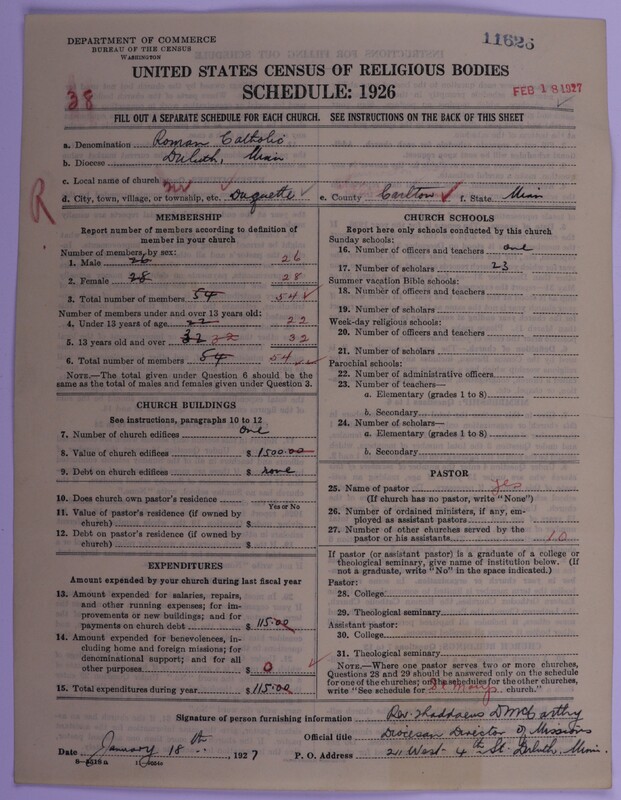 DEPARTMENT OF COMMERCE
BUREAU OF THE CENSUS
WASHINGTON
11626
UNITED STATES CENSUS OF RELIGIOUS BODIES
SCHEDULE: 1926
38
FEB 18 1927
FILL OUT A SEPARATE SCHEDULE FOR EACH CHURCH. SEE INSTRUCTIONS ON THE BACK OF THIS SHEET
a. Denomination Roman Catholic
b. Diocese Duluth, Minn
c. Local name of church
R
d. City, town, village, or township, etc. Duquette e. County Carlton f. State Minn
MEMBERSHIP
Report number of members according to definition of
member in your church
Number of members by sex:
1. Male 26 26
2. Female 28 28
3. Total number of members 54 54
Number of members under and over 13 years old:
4. Under 13 years of age 22 22
5. 13 years old and over 32 22 32
6. Total number of members 54 54
NOTE.—The total given under Question 6 should be the
same as the total of males and females given under Question 3.
CHURCH BUILDINGS
See instructions, paragraphs 10 to 12
7. Number of church edifices one
8. Value of church edifices $ 1500.00
9. Debt on church edifices $ none
10. Does church own pastor's residence
Yes or No
11. Value of pastor's residence (if owned by
church) $
12. Debt on pastor's residence (if owned by
church) $
EXPENDITURES
Amount expended by your church during last fiscal year
13. Amount expended for salaries, repairs,
and other running expenses; for im-
provements or new buildings; and for
payments on church debt $ 115.00
14. Amount expended for benevolences, in-
cluding home and foreign missions; for
denominational support; and for all
other purposes $ 0
15. Total expenditures during year $ 115.00
CHURCH SCHOOLS
Report here only schools conducted by this church
Sunday schools:
16. Number of officers and teachers one
17. Number of scholars 23
Summer vacation Bible schools:
18. Number of officers and teachers
19. Number of scholars
Week-day religious schools:
20. Number of officers and teachers
21. Number of scholars
Parochial schools:
22. Number of administrative officers
23. Number of teachers—
a. Elementary (grades 1 to 8)
b. Secondary
24. Number of scholars—
a. Elementary (grades 1 to 8)
b. Secondary
PASTOR
25. Name of pastor yes
(If church has no pastor, write "None")
26. Number of ordained ministers, if any, em-
ployed as assistant pastors
27. Number of other churches served by the
pastor or his assistants 10
If pastor (or assistant pastor) is a graduate of a college or
theological seminary, give name of institution below. (If
not a graduate, write "No" in the space indicated.)
Pastor:
28. College
29. Theological seminary
Assistant pastor:
30. College
31. Theological seminary
NOTE.—Where one pastor serves two or more churches,
Questions 28 and 29 should be answered only on the schedule
for one of the churches; on the schedules for the other churches,
write "See schedule for St Marys church."
Signature of person furnishing information Rev. Thaddaeus D McCarthy
Official title Diocesan Director of Missions
Date January 18th 1927 P. O. Address 211 West 4th St. Duluth, Minn.